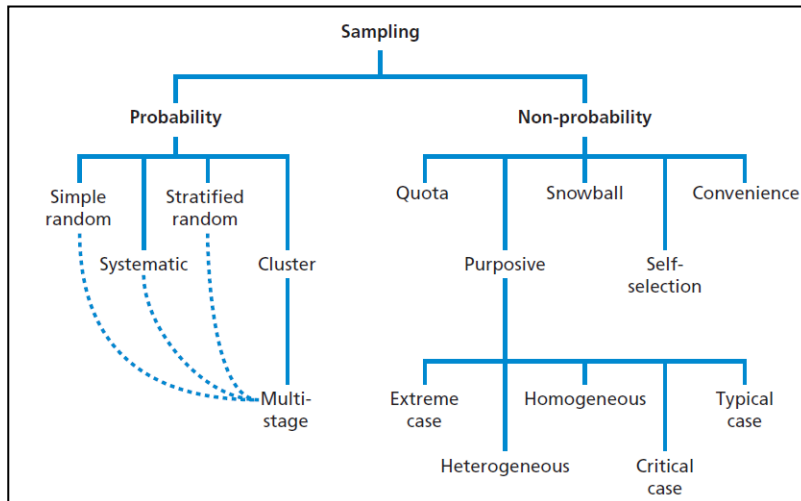 Sampling
Probability
Non-probability
Simple
random
Stratified
random
Quota
Snowball
Convenience
Systematic
Cluster
Purposive
Self-
selection
Multi-
stage
Extreme
case
Homogeneous
Typical
case
Heterogeneous
Critical
case